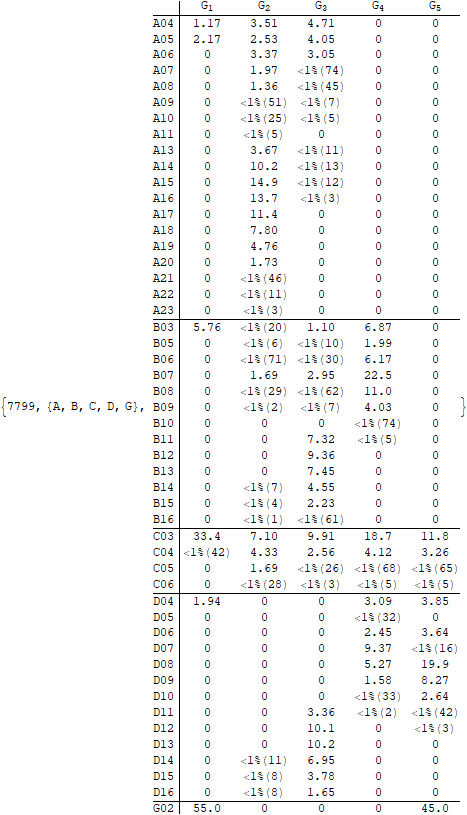 G1 G2 G3 G4 G5
A04 1.17 3.51 4.71 0 0
A05 2.17 2.53 4.05 0 0
A06 0 3.37 3.05 0 0
A07 0 1.97 <1%(74) 0 0
A08 0 1.36 <1%(45) 0 0
A09 0 <1%(51) <1%(7) 0 0
A10 0 <1%(25) <1%(5) 0 0
A11 0 <1%(5) 0 0 0
A13 0 3.67 <1%(11) 0 0
A14 0 10.2 <1%(13) 0 0
A15 0 14.9 <1%(12) 0 0
A16 0 13.7 <1%(3) 0 0
A17 0 11.4 0 0 0
A18 0 7.80 0 0 0
A19 0 4.76 0 0 0
A20 0 1.73 0 0 0
A21 0 <1%(46) 0 0 0
A22 0 <1%(11) 0 0 0
A23 0 <1%(3) 0 0 0
B03 5.76 <1%(20) 1.10 6.87 0
B05 0 <1%(6) <1%(10) 1.99 0
B06 0 <1%(71) <1%(30) 6.17 0
B07 0 1.69 2.95 22.5 0
B08 0 <1%(29) <1%(62) 11.0 0
{7799, {A, B, C, D, G}, B09 0 <1%(2) <1%(7) 4.03 0 }
B10 0 0 0 <1%(74) 0
B11 0 0 7.32 <1%(5) 0
B12 0 0 9.36 0 0
B13 0 0 7.45 0 0
B14 0 <1%(7) 4.55 0 0
B15 0 <1%(4) 2.23 0 0
B16 0 <1%(1) <1%(61) 0 0
C03 33.4 7.10 9.91 18.7 11.8
C04 <1%(42) 4.33 2.56 4.12 3.26
C05 0 1.69 <1%(26) <1%(68) <1%(65)
C06 0 <1%(28) <1%(3) <1%(5) <1%(5)
D04 1.94 0 0 3.09 3.85
D05 0 0 0 <1%(32) 0
D06 0 0 0 2.45 3.64
D07 0 0 0 9.37 <1%(16)
D08 0 0 0 5.27 19.9
D09 0 0 0 1.58 8.27
D10 0 0 0 <1%(33) 2.64
D11 0 0 3.36 <1%(2) <1%(42)
D12 0 0 10.1 0 <1%(3)
D13 0 0 10.2 0 0
D14 0 <1%(11) 6.95 0 0
D15 0 <1%(8) 3.78 0 0
D16 0 <1%(8) 1.65 0 0
G02 55.0 0 0 0 45.0